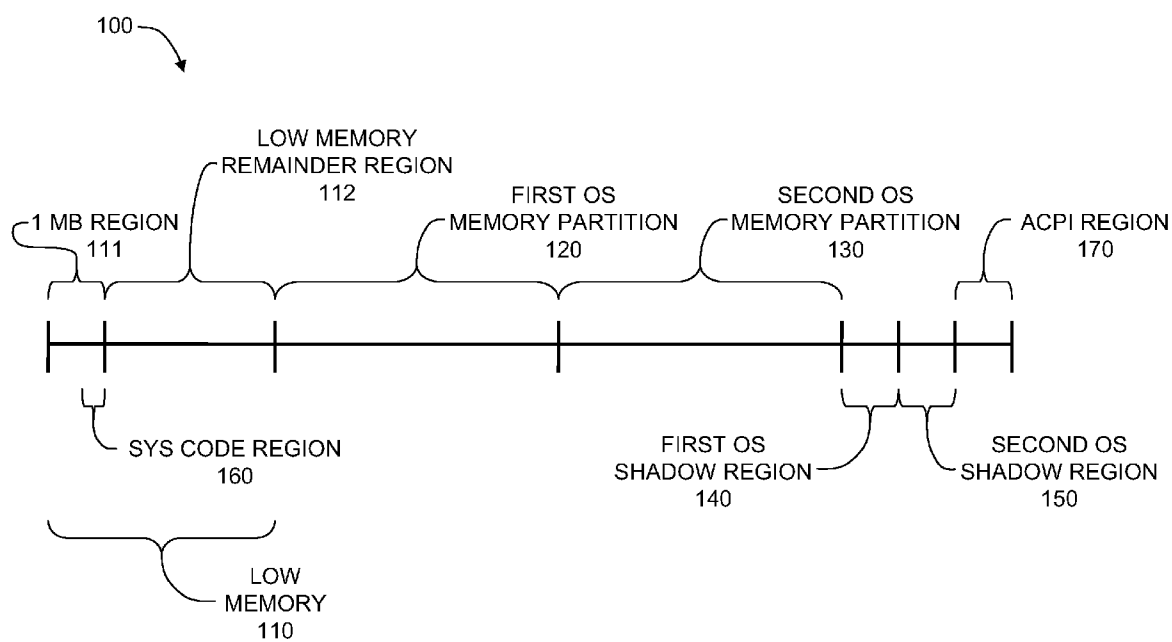 100
LOW MEMORY
REMAINDER REGION
112
1 MB REGION
111
FIRST OS
MEMORY PARTITION
120
SECOND OS
MEMORY PARTITION
130
ACPI REGION
170
SYS CODE REGION
160
FIRST OS
SHADOW REGION
140
SECOND OS
SHADOW REGION
150
LOW
MEMORY
110